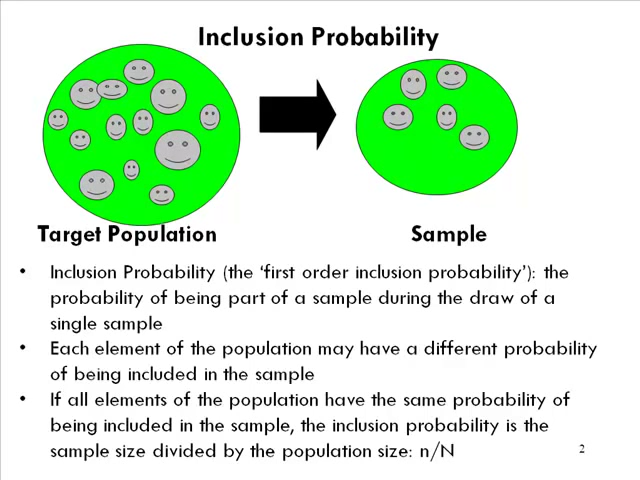 Inclusion Probability
Target Population
Sample
• Inclusion Probability (the ‘first order inclusion probability’): the
probability of being part of a sample during the draw of a
single sample
• Each element of the population may have a different probability
of being included in the sample
• If all elements of the population have the same probability of
being included in the sample, the inclusion probability is the
sample size divided by the population size: n/N
2